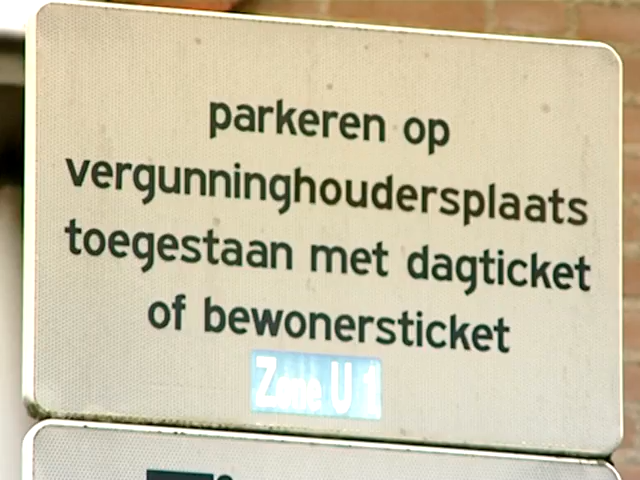 parkeren op
vergunninghoudersplaats
toegestaan met dagticket
of bewonersticket
Zone U 1